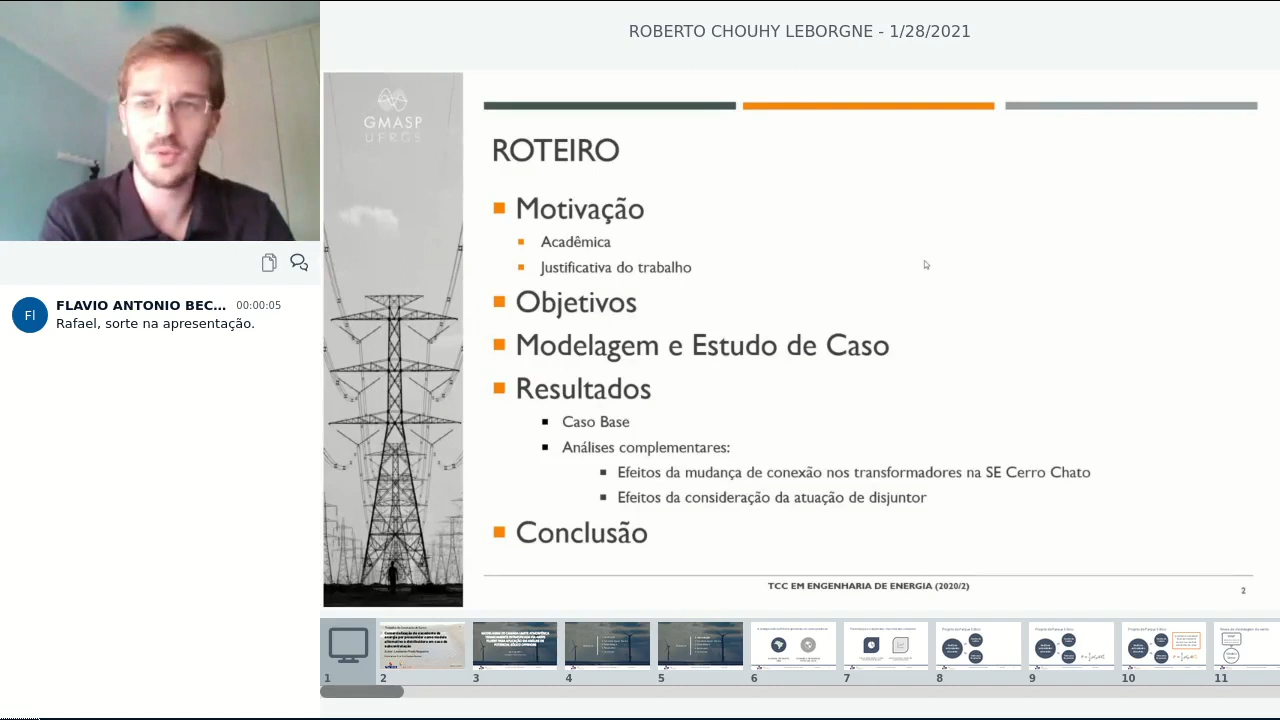 ROBERTO CHOUHY LEBORGNE - 1/28/2021
GMASP
UFRGS
ROTEIRO
Motivação
Acadêmica
Justificativa do trabalho
Objetivos
Modelagem e Estudo de Caso
Resultados
Caso Base
Análises complementares:
Efeitos da mudança de conexão nos transformadores na SE Cerro Chato
Efeitos da consideração da atuação de disjuntor
Conclusão
TCC EM ENGENHARIA DE ENERGIA (2020/2)
2
Fl
FLAVIO ANTONIO BEC... 00:00:05
Rafael, sorte na apresentação.
1
2
3
4
5
6
7
8
9
10
11